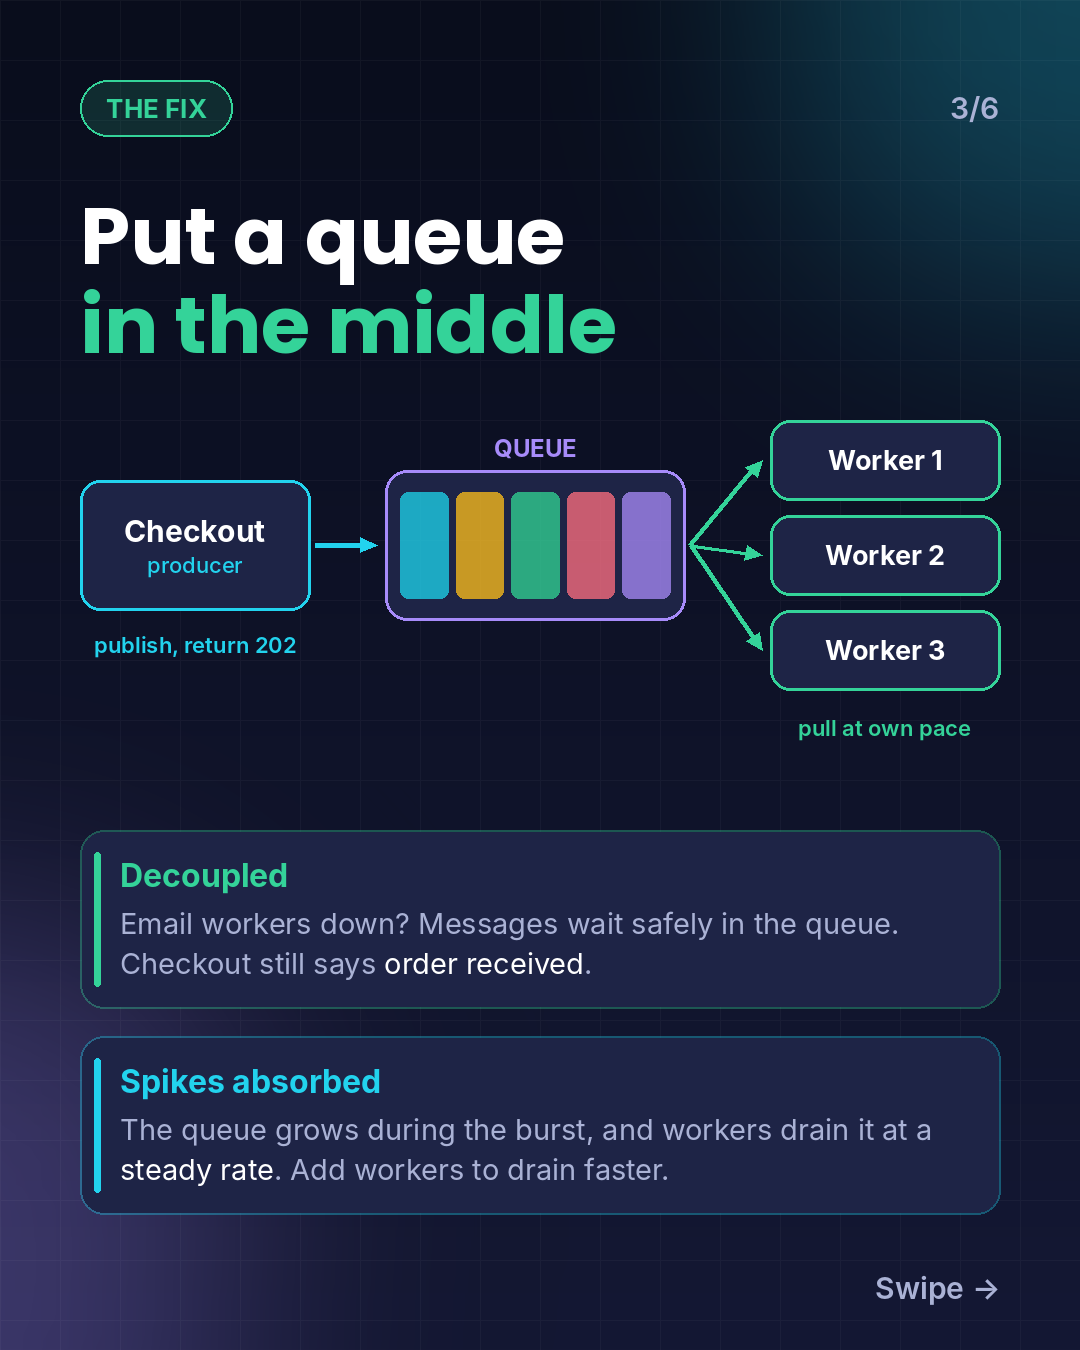 THE FIX
3/6
Put a queue
in the middle
QUEUE
Checkout
producer
publish, return 202
Worker 1
Worker 2
Worker 3
pull at own pace
Decoupled
Email workers down? Messages wait safely in the queue.
Checkout still says order received.
Spikes absorbed
The queue grows during the burst, and workers drain it at a
steady rate. Add workers to drain faster.
Swipe →